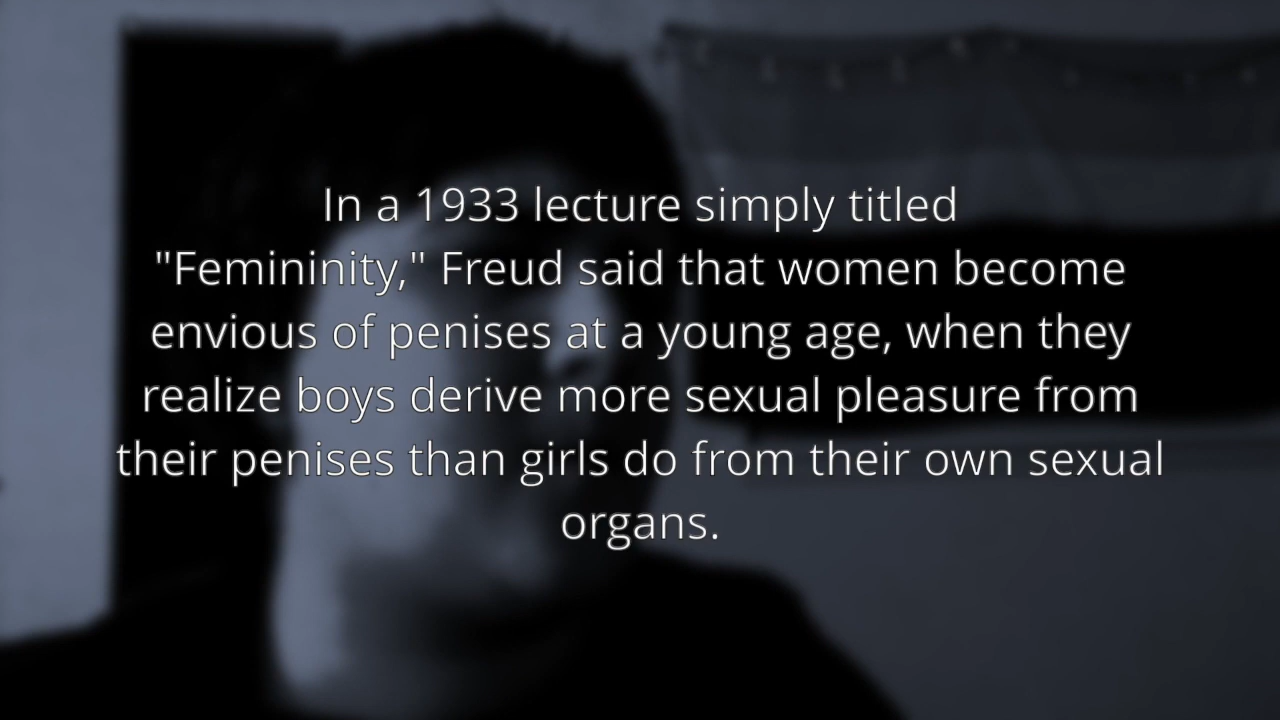 In a 1933 lecture simply titled
"Femininity," Freud said that women become
envious of penises at a young age, when they
realize boys derive more sexual pleasure from
their penises than girls do from their own sexual
organs.